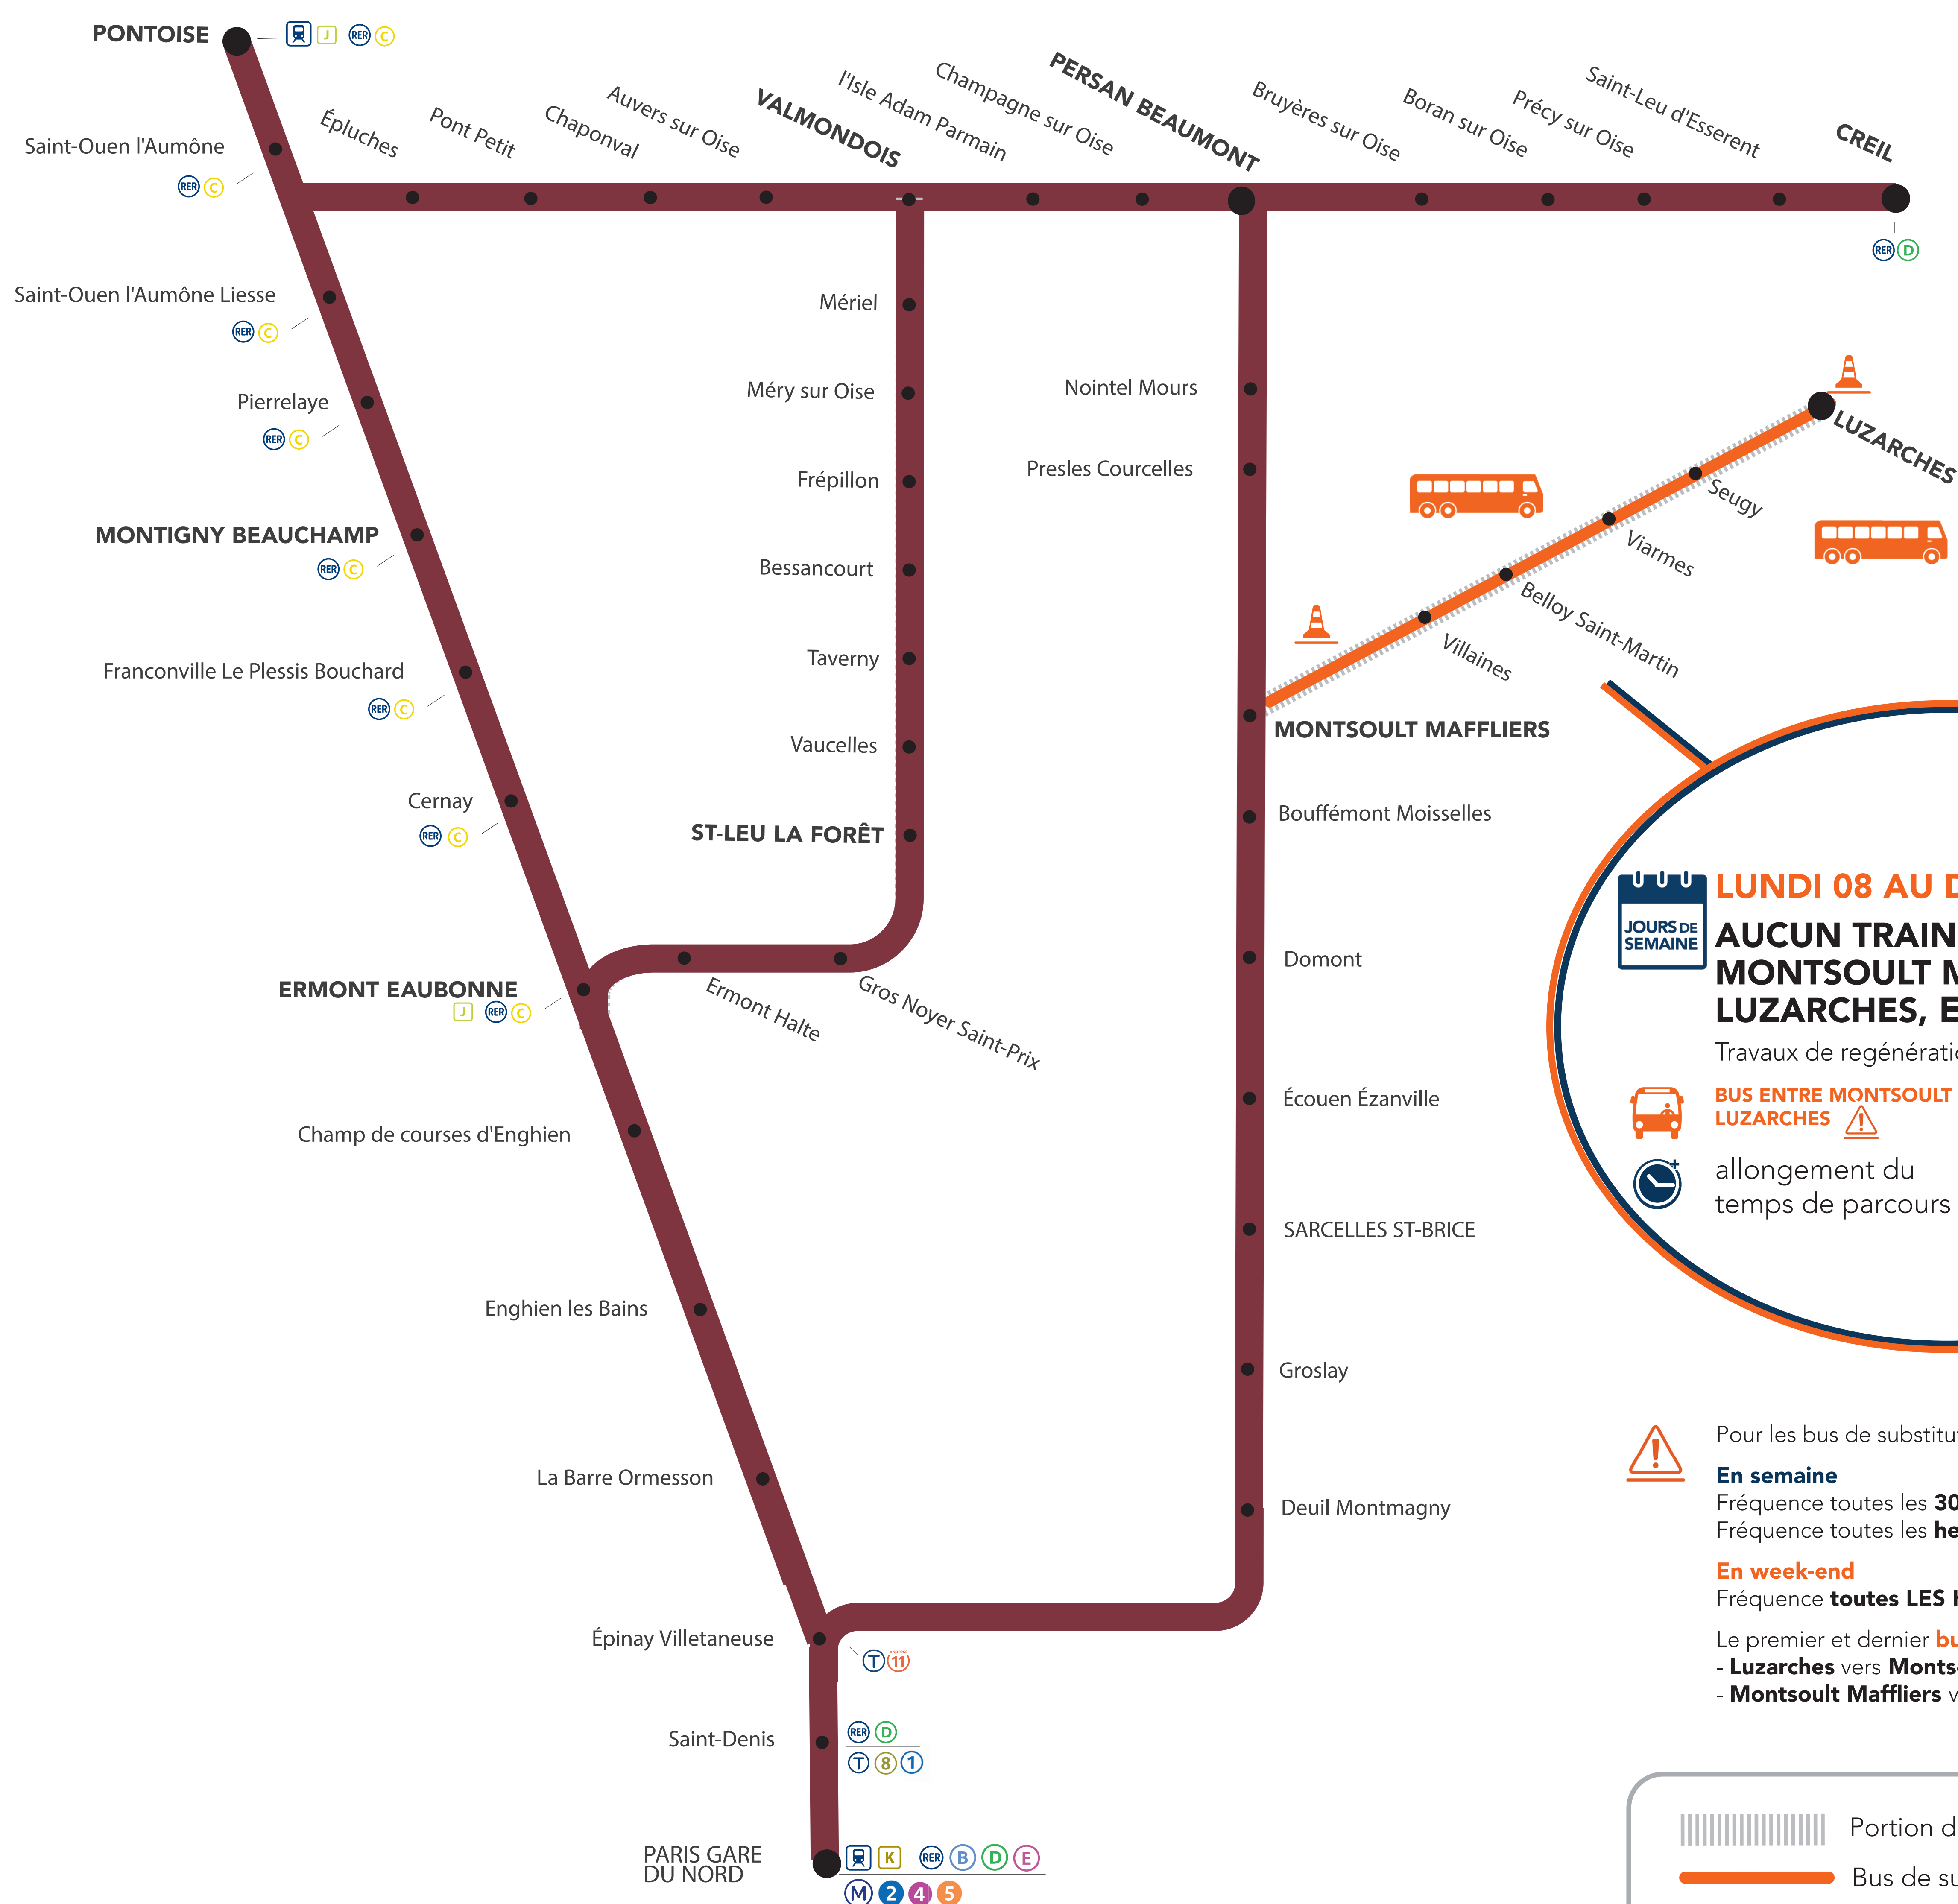 PONTOISE
J RER C
Saint-Ouen l'Aumône
RER C
Épluches
Pont Petit
Chaponval
Auvers sur Oise
VALMONDOIS
l'Isle Adam Parmain
Champagne sur Oise
PERSAN BEAUMONT
Bruyères sur Oise
Boran sur Oise
Précy sur Oise
Saint-Leu d'Esserent
CREIL
RER D
Saint-Ouen l'Aumône Liesse
RER C
Pierrelaye
RER C
MONTIGNY BEAUCHAMP
RER C
Franconville Le Plessis Bouchard
RER C
Cernay
RER C
ERMONT EAUBONNE
J RER C
Mériel
Méry sur Oise
Frépillon
Bessancourt
Taverny
Vaucelles
ST-LEU LA FORÊT
Gros Noyer Saint-Prix
Ermont Halte
Nointel Mours
Presles Courcelles
LUZARCHES
Seugy
Viarmes
Belloy Saint-Martin
Villaines
MONTSOULT MAFFLIERS
Bouffémont Moisselles
Domont
Écouen Ézanville
SARCELLES ST-BRICE
Groslay
Deuil Montmagny
Champ de courses d'Enghien
Enghien les Bains
La Barre Ormesson
Épinay Villetaneuse
T Express 11
Saint-Denis
RER D
T 8 1
PARIS GARE
DU NORD
K RER B D E
M 2 4 5
JOURS DE
SEMAINE
LUNDI 08 AU
AUCUN TRAIN
MONTSOULT
LUZARCHES,
Travaux de
BUS ENTRE MONTSOULT
LUZARCHES
allongement du
temps de parcours
Pour les bus de
En semaine
Fréquence toutes les 30
Fréquence toutes les
En week-end
Fréquence toutes LES
Le premier et dernier
- Luzarches vers
- Montsoult Maffliers
Portion
Bus de